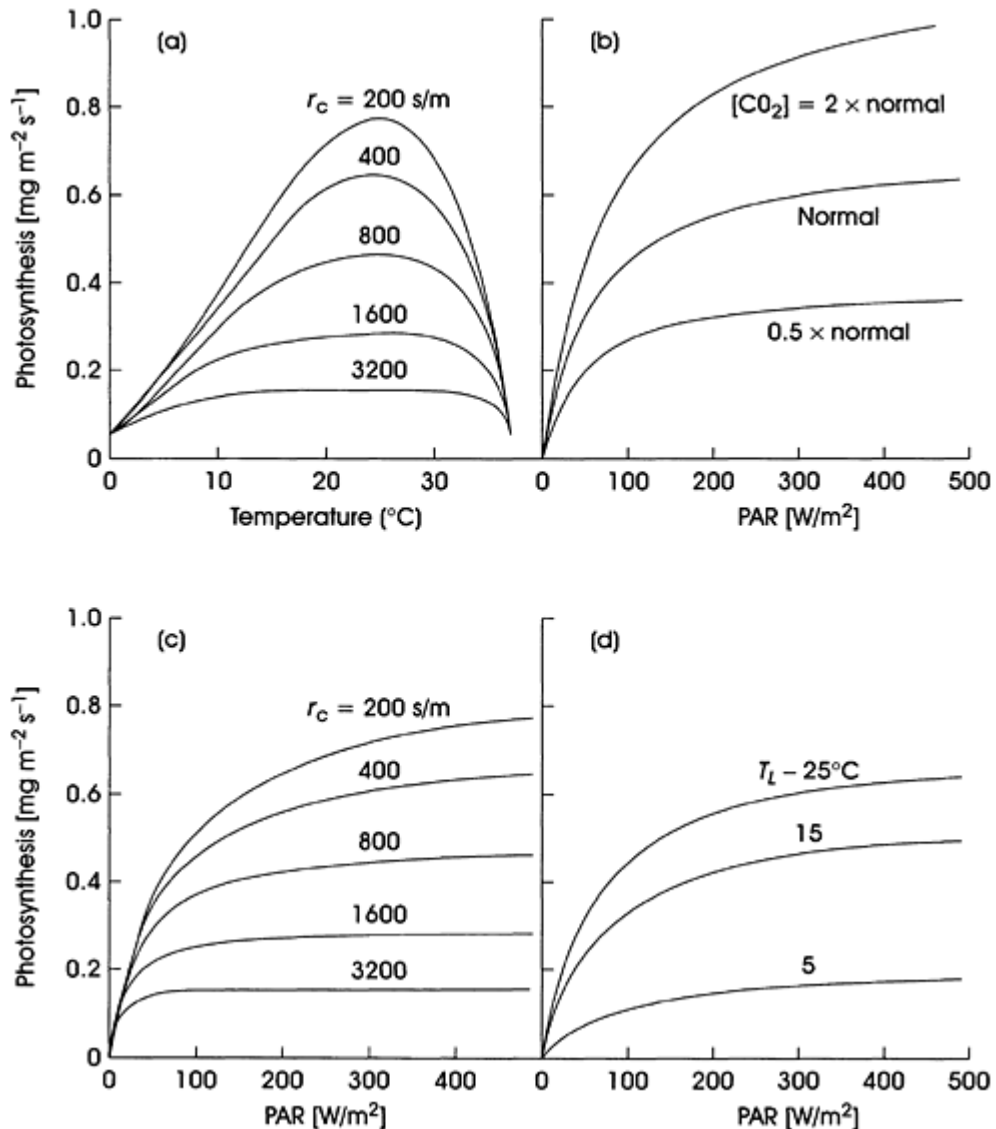 (a)
Photosynthesis [mg m⁻² s⁻¹]
1.0
0.8
0.6
0.4
0.2
0
r_c = 200 s/m
400
800
1600
3200
0 10 20 30
Temperature (°C)
(b)
[C0₂] = 2 × normal
Normal
0.5 × normal
0 100 200 300 400 500
PAR [W/m²]
(c)
Photosynthesis [mg m⁻² s⁻¹]
1.0
0.8
0.6
0.4
0.2
0
r_c = 200 s/m
400
800
1600
3200
0 100 200 300 400
PAR [W/m²]
(d)
T_L – 25°C
15
5
0 100 200 300 400 500
PAR [W/m²]